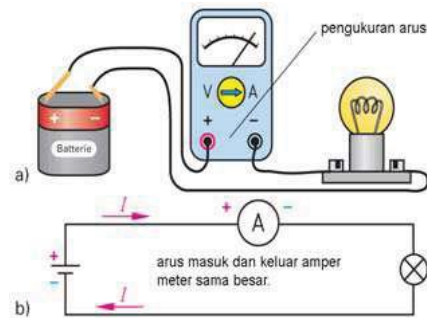 pengukuran arus
V A
+ −
+ −
Batterie
a)
I
+ A −
+
−
arus masuk dan keluar amper
meter sama besar.
I
b)